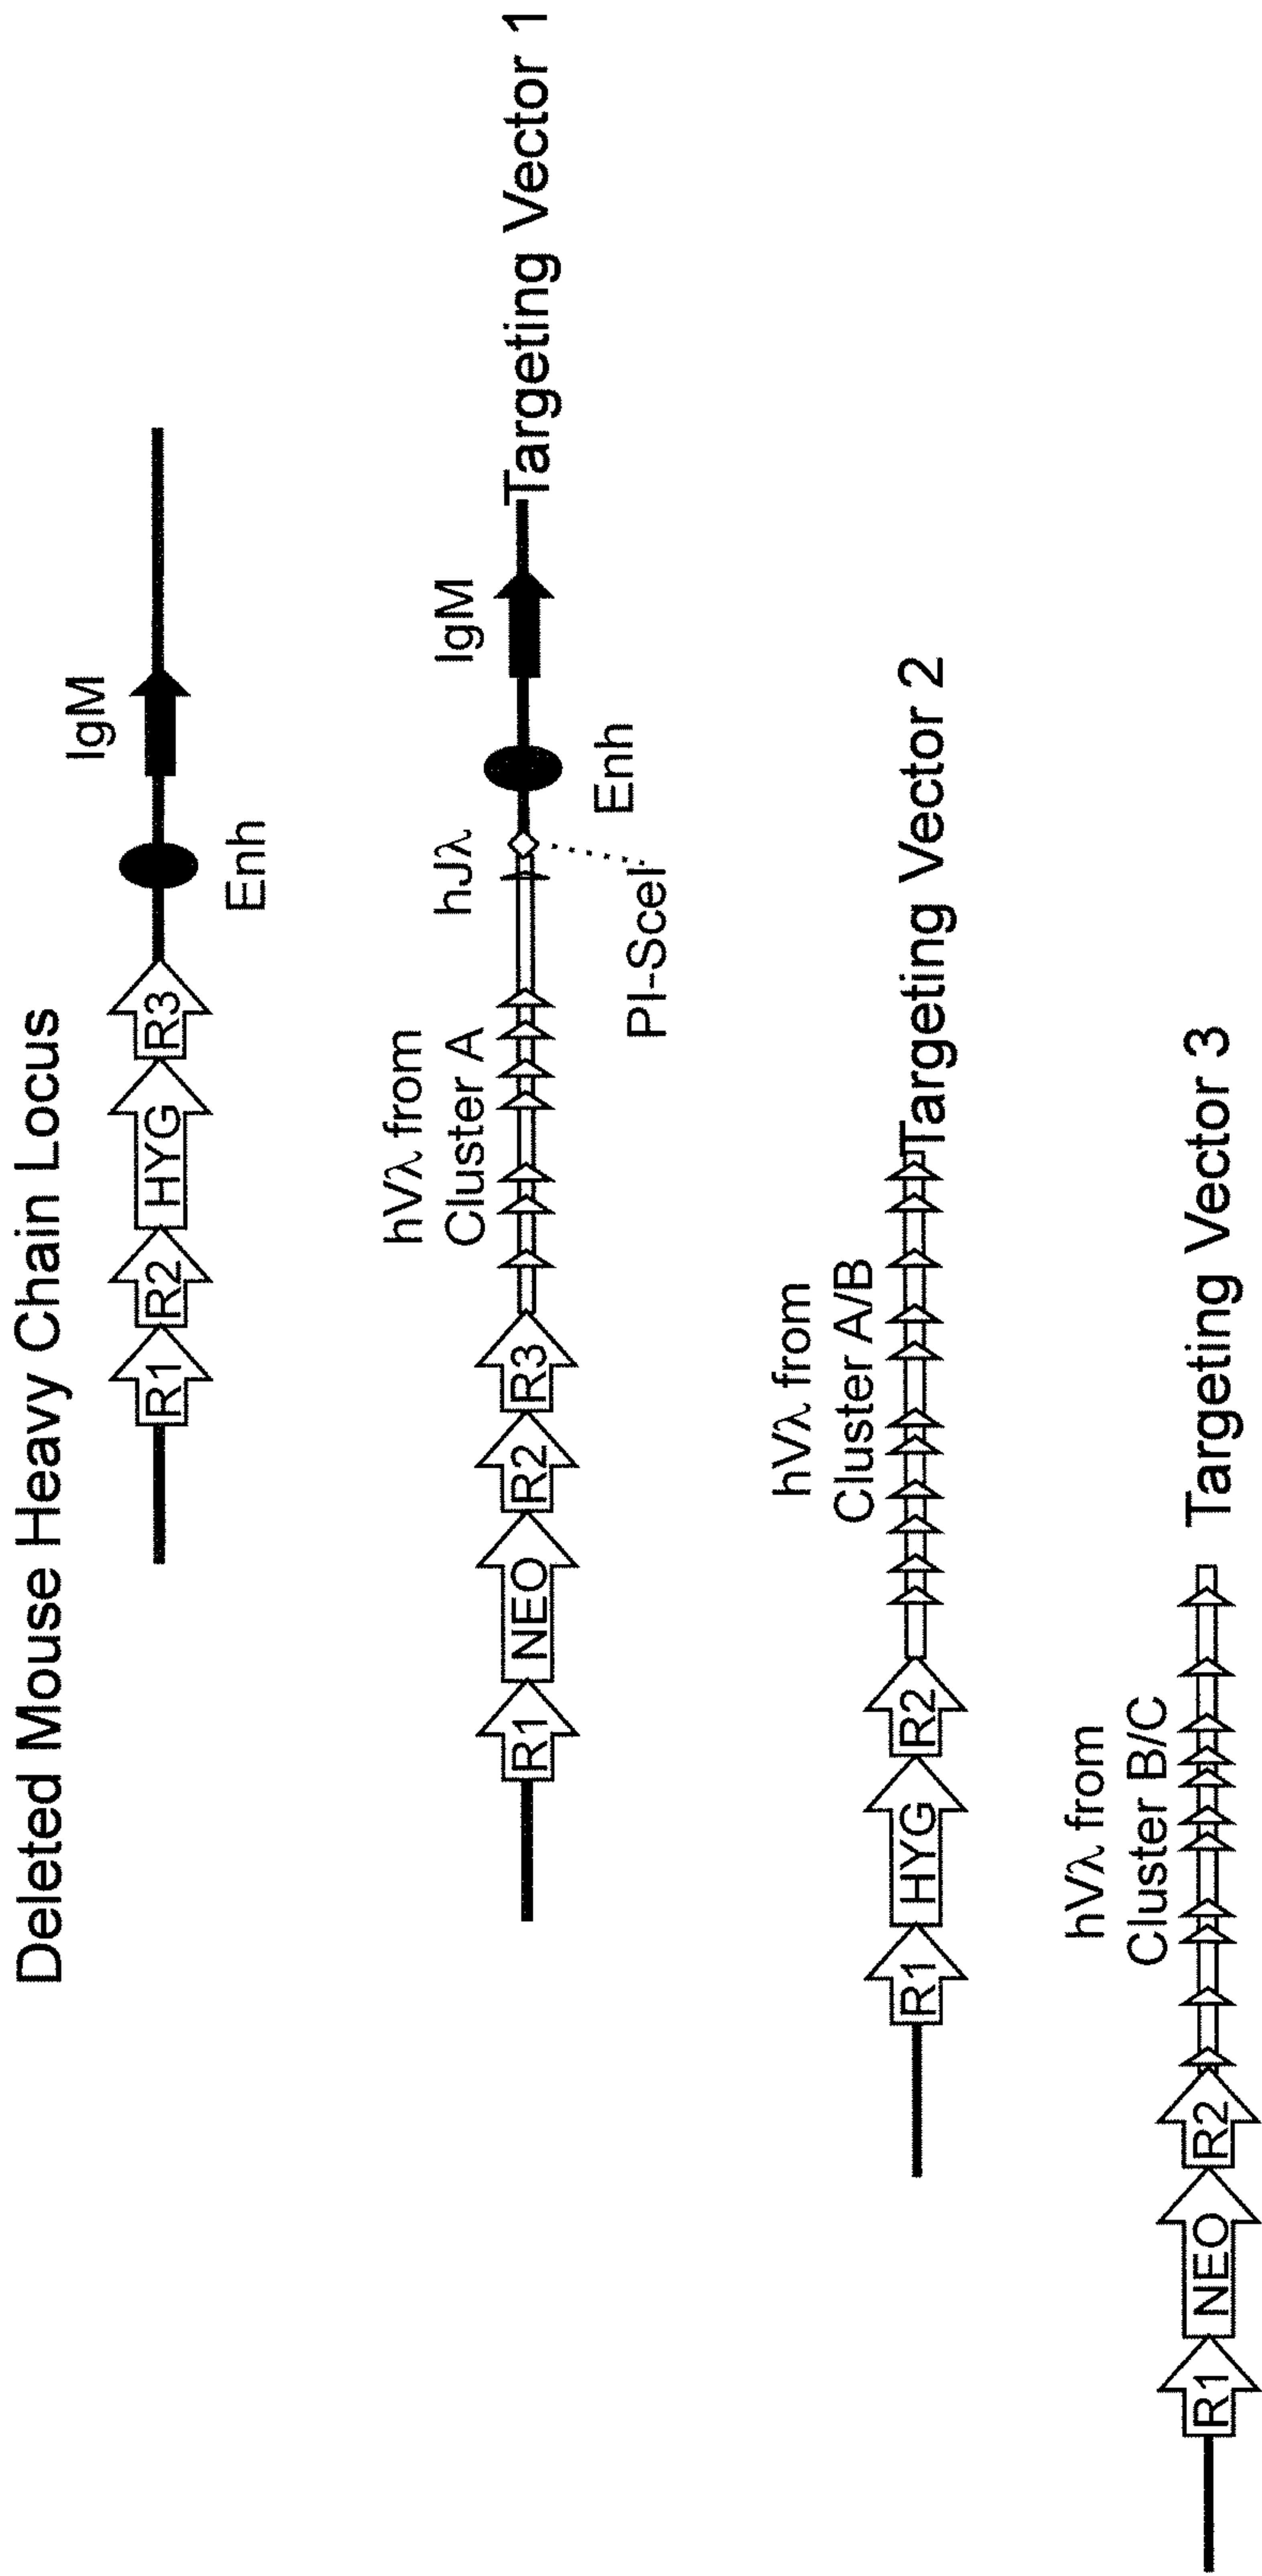 Deleted Mouse Heavy Chain Locus
R1
R2
HYG
R3
Enh
IgM
hVλ from
Cluster A
hJλ
IgM
R1
NEO
R2
R3
PI-SceI
Enh
Targeting Vector 1
hVλ from
Cluster A/B
R1
HYG
R2
Targeting Vector 2
hVλ from
Cluster B/C
R1
NEO
R2
Targeting Vector 3